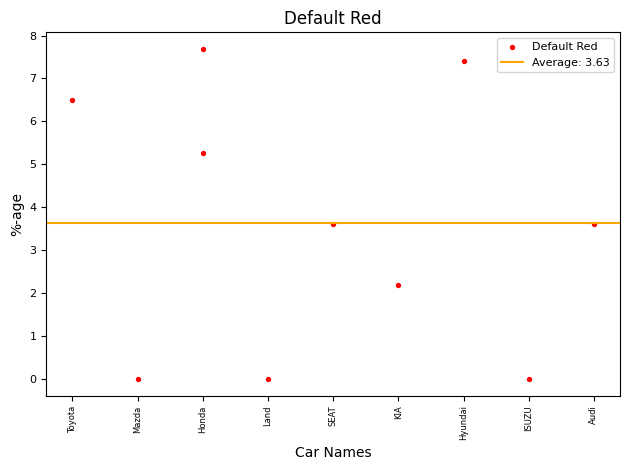 Default Red
8
7
6
5
4
3
2
1
0
%-age
Default Red
Average: 3.63
Toyota
Mazda
Honda
Land
SEAT
KIA
Hyundai
ISUZU
Audi
Car Names